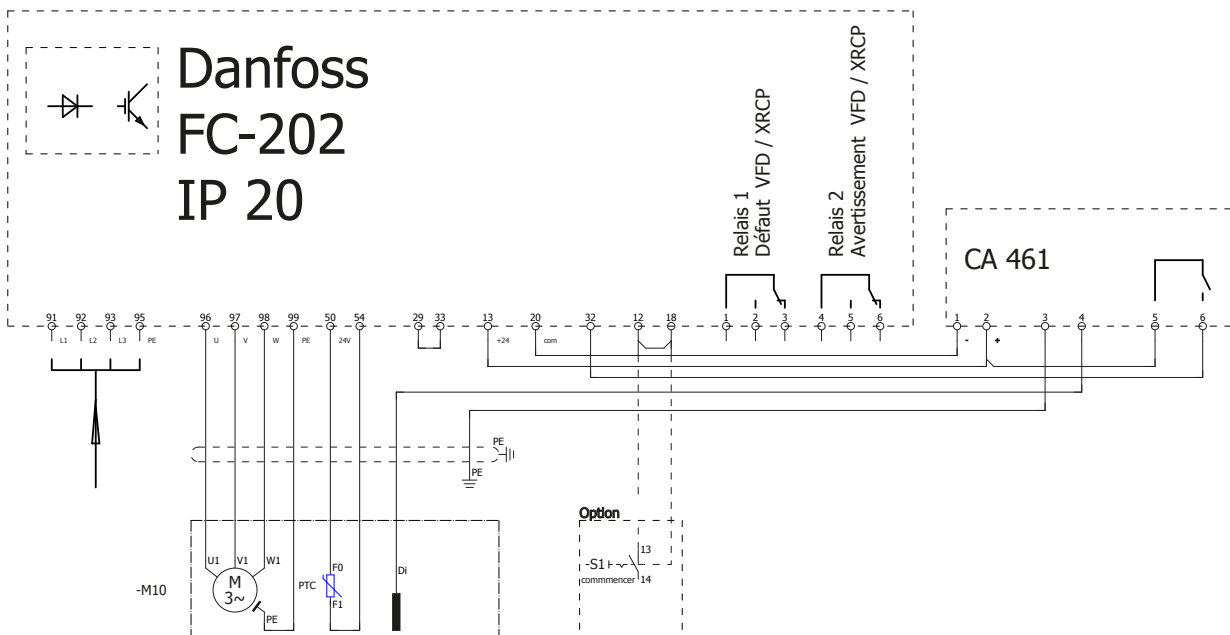 Danfoss
FC-202
IP 20
Relais 1
Défaut VFD / XRCP
Relais 2
Avertissement VFD / XRCP
CA 461
91 92 93 95 96 97 98 99 50 54 29 33 13 20 32 12 18 1 2 3 4 5 6 1 2 3 4 5 6
L1 L2 L3 PE U V W PE 24V +24 com - +
PE
PE
Option
U1 V1 W1 F0 Di 13
-S1
-M10 M PTC commmencer 14
3~ F1
PE